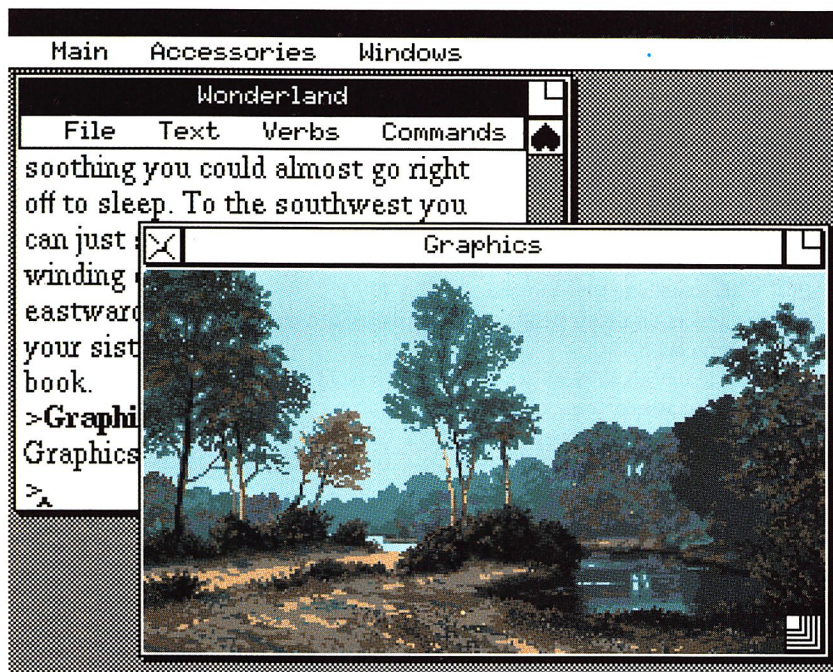 Main Accessories Windows
Wonderland
File Text Verbs Commands
soothing you could almost go right
off to sleep. To the southwest you
can just
Graphics
winding
eastward
your sist
book.
>Graphi
Graphics
>